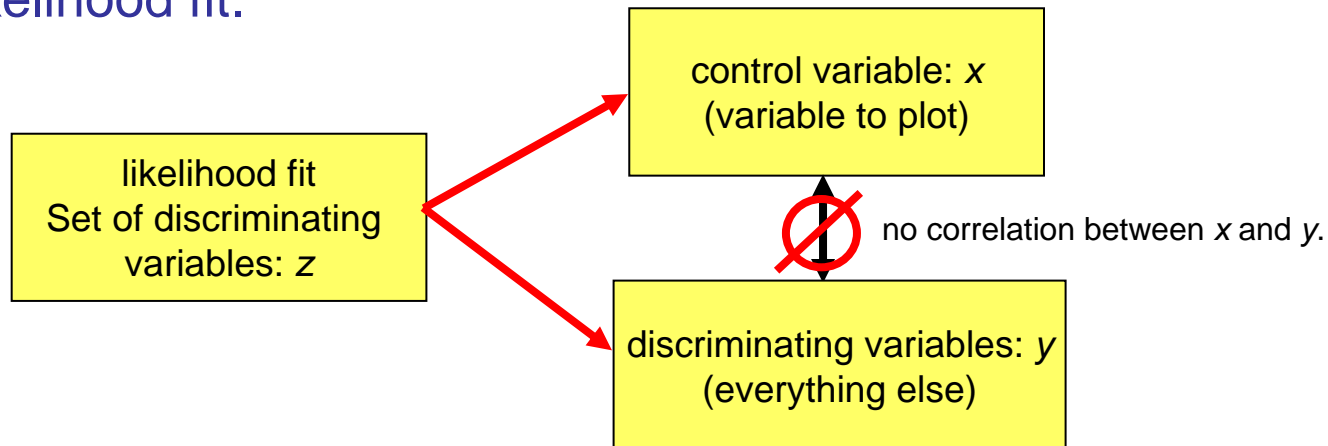 likelihood fit:
control variable: x
(variable to plot)
likelihood fit
Set of discriminating
variables: z
no correlation between x and y.
discriminating variables: y
(everything else)